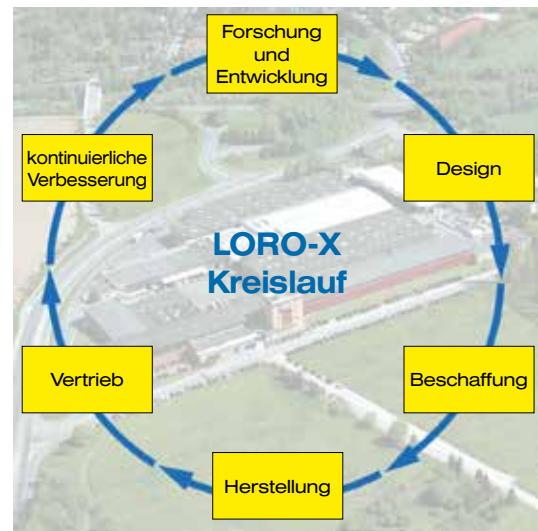 Forschung
und
Entwicklung
Design
Beschaffung
Herstellung
Vertrieb
kontinuierliche
Verbesserung
LORO-X
Kreislauf